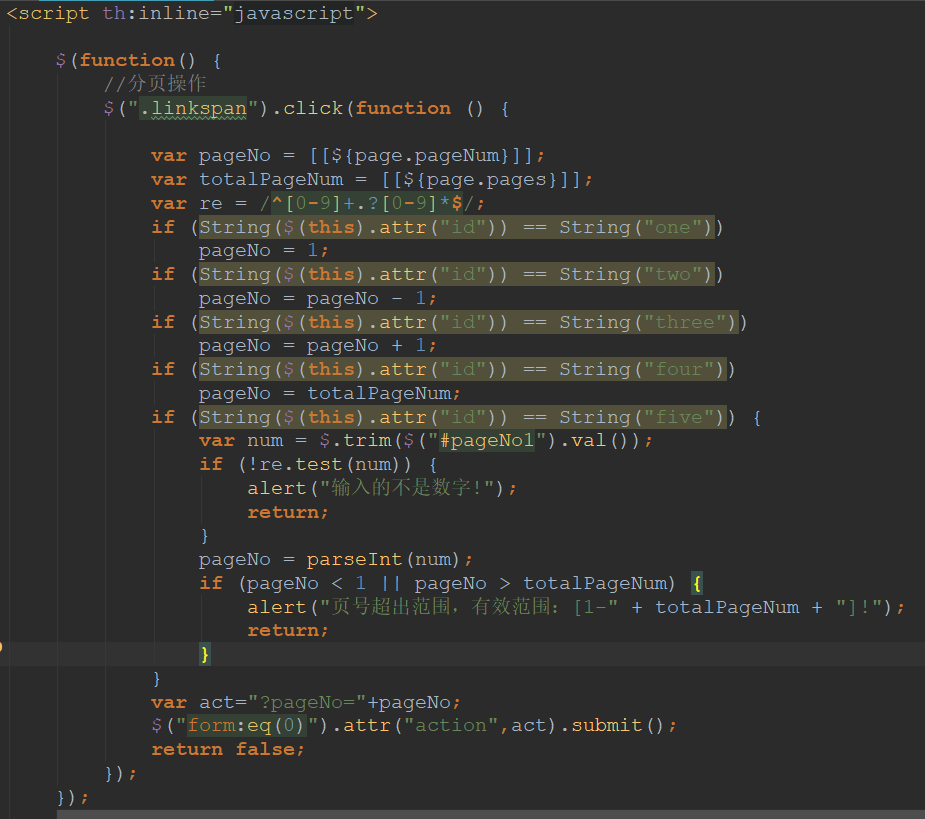 <script th:inline="javascript">
$(function() {
//分页操作
$(".linkspan").click(function () {
var pageNo = [[${page.pageNum}]];
var totalPageNum = [[${page.pages}]];
var re = /^[0-9]+.?[0-9]*$/;
if (String($(this).attr("id")) == String("one"))
pageNo = 1;
if (String($(this).attr("id")) == String("two"))
pageNo = pageNo - 1;
if (String($(this).attr("id")) == String("three"))
pageNo = pageNo + 1;
if (String($(this).attr("id")) == String("four"))
pageNo = totalPageNum;
if (String($(this).attr("id")) == String("five")) {
var num = $.trim($("#pageNo1").val());
if (!re.test(num)) {
alert("输入的不是数字!");
return;
}
pageNo = parseInt(num);
if (pageNo < 1 || pageNo > totalPageNum) {
alert("页号超出范围，有效范围：[1-" + totalPageNum + "]!");
return;
}
}
var act="?pageNo="+pageNo;
$("form:eq(0)").attr("action",act).submit();
return false;
});
});